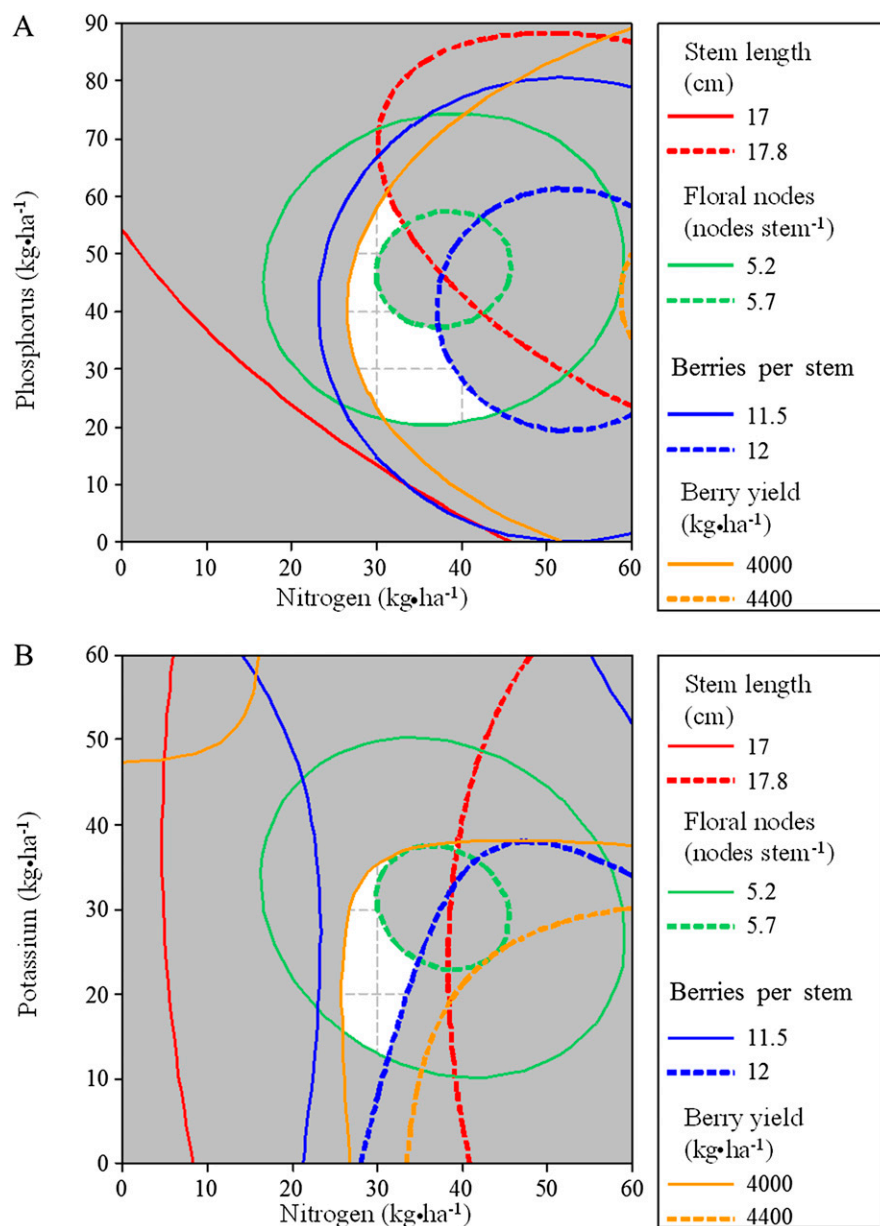 A
90
80
70
60
50
40
30
20
10
0
Phosphorus (kg•ha⁻¹)
0 10 20 30 40 50 60
Nitrogen (kg•ha⁻¹)
Stem length
(cm)
17
17.8
Floral nodes
(nodes stem⁻¹)
5.2
5.7
Berries per stem
11.5
12
Berry yield
(kg•ha⁻¹)
4000
4400
B
60
50
40
30
20
10
0
Potassium (kg•ha⁻¹)
0 10 20 30 40 50 60
Nitrogen (kg•ha⁻¹)
Stem length
(cm)
17
17.8
Floral nodes
(nodes stem⁻¹)
5.2
5.7
Berries per stem
11.5
12
Berry yield
(kg•ha⁻¹)
4000
4400